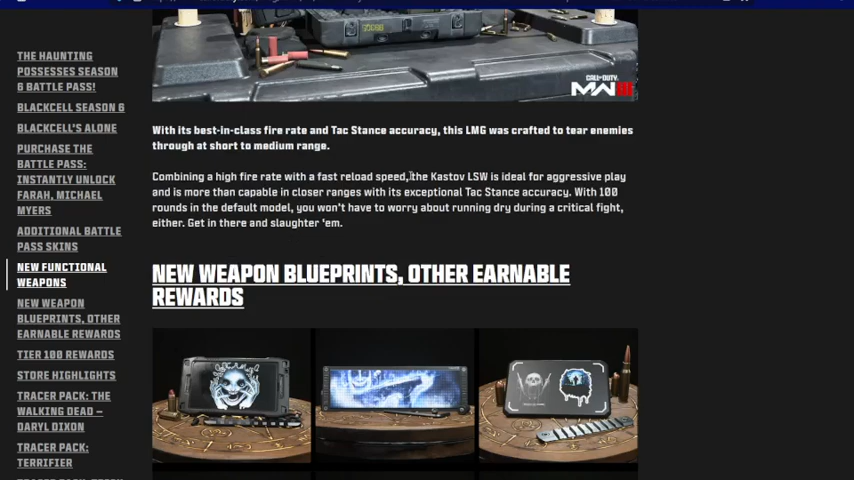 THE HAUNTING
POSSESSES SEASON
6 BATTLE PASS!
BLACKCELL SEASON 6
BLACKCELL'S ALONE
PURCHASE THE
BATTLE PASS:
INSTANTLY UNLOCK
FARAH, MICHAEL
MYERS
ADDITIONAL BATTLE
PASS SKINS
NEW FUNCTIONAL
WEAPONS
NEW WEAPON
BLUEPRINTS, OTHER
EARNABLE REWARDS
TIER 100 REWARDS
STORE HIGHLIGHTS
TRACER PACK: THE
WALKING DEAD –
DARYL DIXON
TRACER PACK:
TERRIFIER
CALL OF DUTY:
MWIII
With its best-in-class fire rate and Tac Stance accuracy, this LMG was crafted to tear enemies
through at short to medium range.
Combining a high fire rate with a fast reload speed, the Kastov LSW is ideal for aggressive play
and is more than capable in closer ranges with its exceptional Tac Stance accuracy. With 100
rounds in the default model, you won't have to worry about running dry during a critical fight,
either. Get in there and slaughter 'em.
NEW WEAPON BLUEPRINTS, OTHER EARNABLE
REWARDS